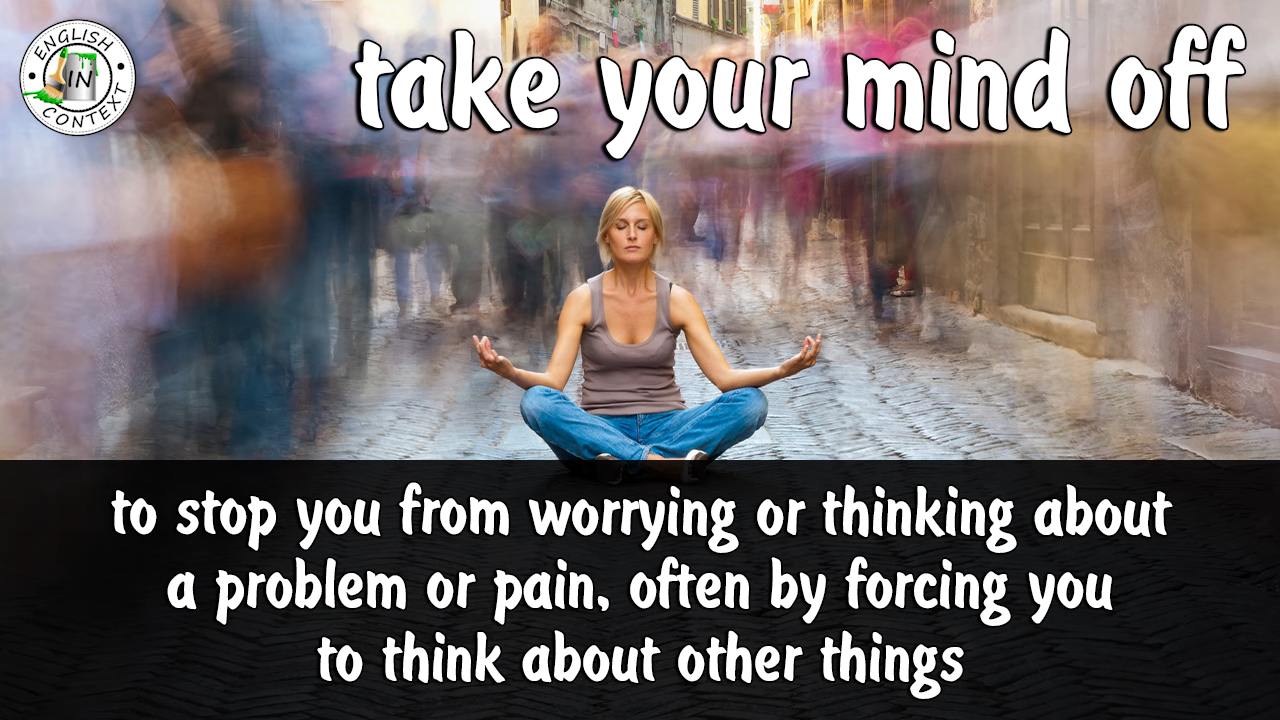 ENGLISH
IN
CONTEXT
take your mind off
to stop you from worrying or thinking about
a problem or pain, often by forcing you
to think about other things